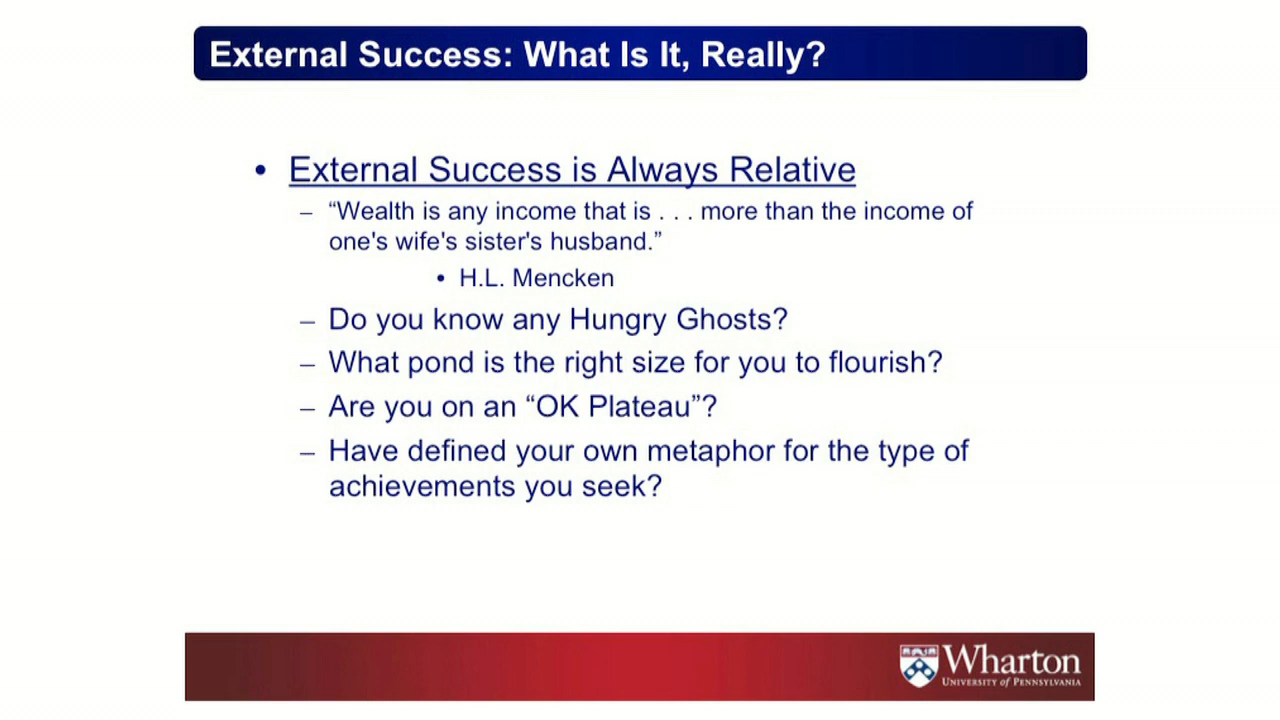 External Success: What Is It, Really?
• External Success is Always Relative
– “Wealth is any income that is . . . more than the income of
one's wife's sister's husband.”
• H.L. Mencken
– Do you know any Hungry Ghosts?
– What pond is the right size for you to flourish?
– Are you on an “OK Plateau”?
– Have defined your own metaphor for the type of
achievements you seek?
Wharton
UNIVERSITY of PENNSYLVANIA